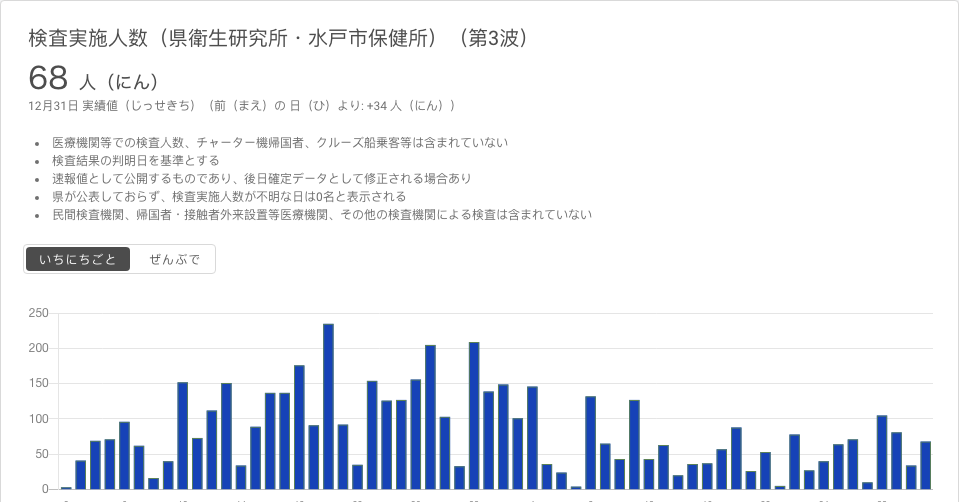 検査実施人数（県衛生研究所・水戸市保健所）（第3波）
68 人（にん）
12月31日 実績値（じっせきち）（前（まえ）の 日（ひ）より: +34 人（にん））
医療機関等での検査人数、チャーター機帰国者、クルーズ船乗客等は含まれていない
検査結果の判明日を基準とする
速報値として公開するものであり、後日確定データとして修正される場合あり
県が公表しておらず、検査実施人数が不明な日は0名と表示される
民間検査機関、帰国者・接触者外来設置等医療機関、その他の検査機関による検査は含まれていない
いちにちごと ぜんぶで
250
200
150
100
50
0